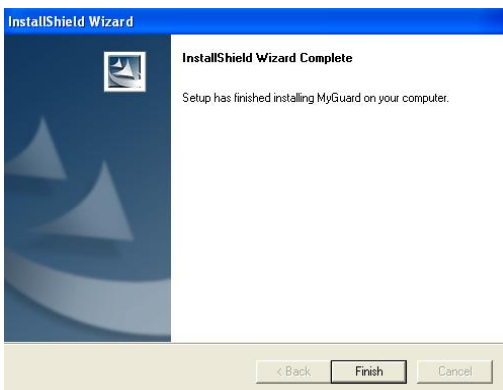 InstallShield Wizard
InstallShield Wizard Complete
Setup has finished installing MyGuard on your computer.
< Back
Finish
Cancel